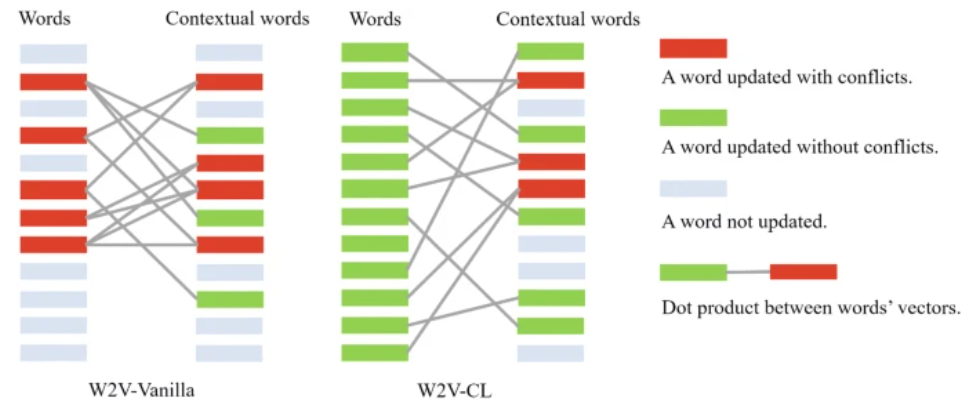 Words
Contextual words
Words
Contextual words
A word updated with conflicts.
A word updated without conflicts.
A word not updated.
Dot product between words' vectors.
W2V-Vanilla
W2V-CL